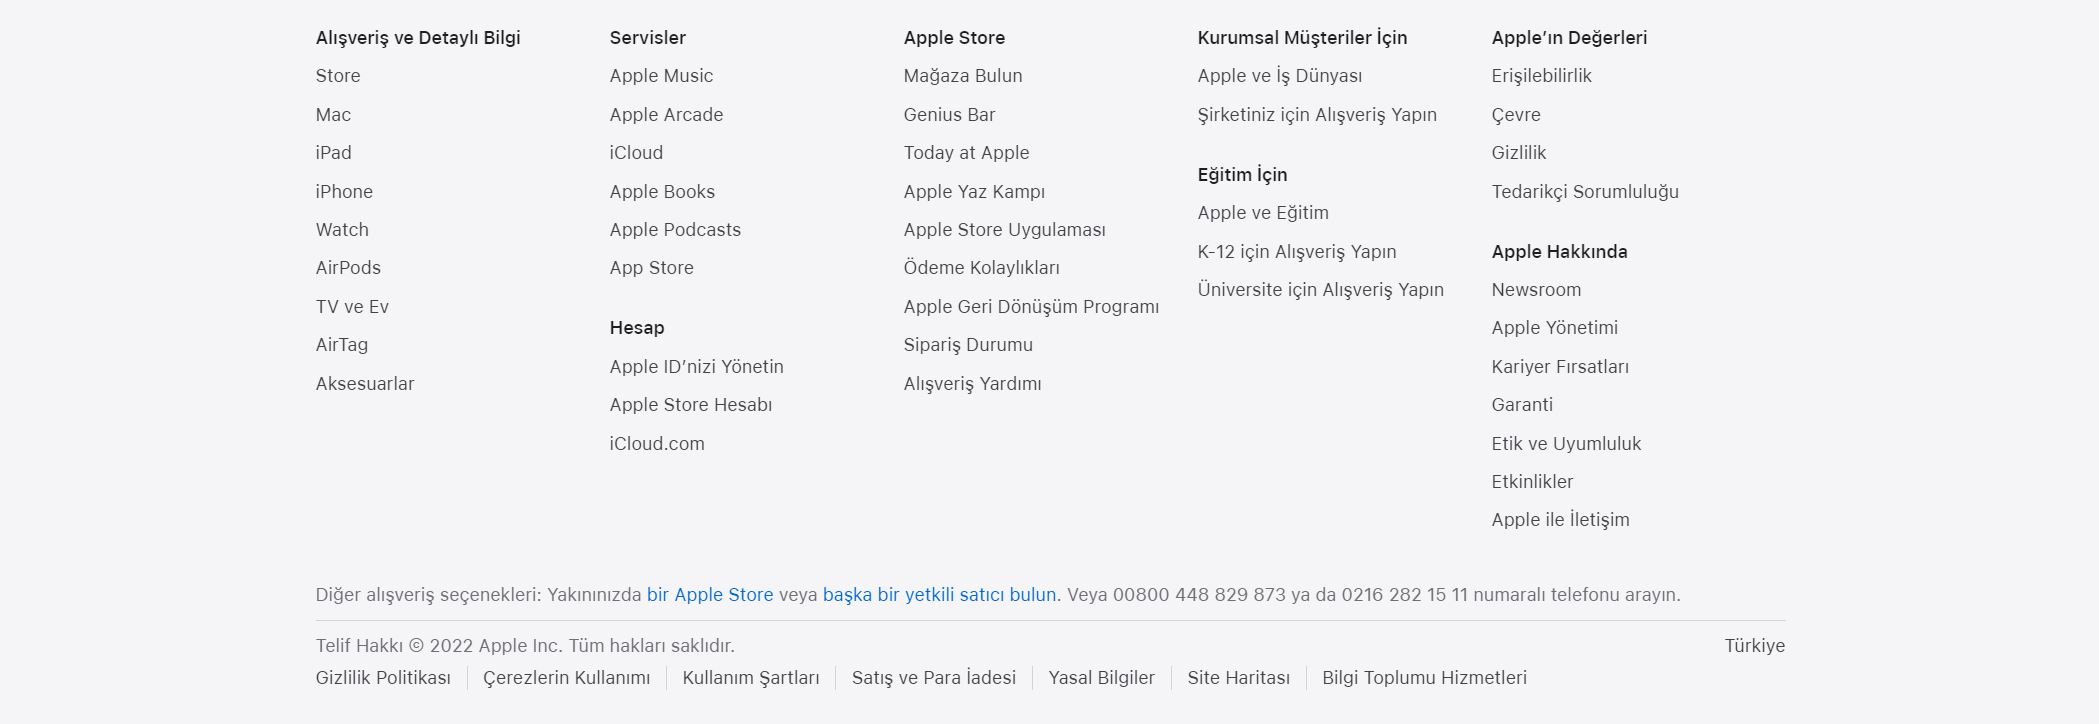 Alışveriş ve Detaylı Bilgi
Store
Mac
iPad
iPhone
Watch
AirPods
TV ve Ev
AirTag
Aksesuarlar
Servisler
Apple Music
Apple Arcade
iCloud
Apple Books
Apple Podcasts
App Store
Hesap
Apple ID’nizi Yönetin
Apple Store Hesabı
iCloud.com
Apple Store
Mağaza Bulun
Genius Bar
Today at Apple
Apple Yaz Kampı
Apple Store Uygulaması
Ödeme Kolaylıkları
Apple Geri Dönüşüm Programı
Sipariş Durumu
Alışveriş Yardımı
Kurumsal Müşteriler İçin
Apple ve İş Dünyası
Şirketiniz için Alışveriş Yapın
Eğitim İçin
Apple ve Eğitim
K-12 için Alışveriş Yapın
Üniversite için Alışveriş Yapın
Apple’ın Değerleri
Erişilebilirlik
Çevre
Gizlilik
Tedarikçi Sorumluluğu
Apple Hakkında
Newsroom
Apple Yönetimi
Kariyer Fırsatları
Garanti
Etik ve Uyumluluk
Etkinlikler
Apple ile İletişim
Diğer alışveriş seçenekleri: Yakınınızda bir Apple Store veya başka bir yetkili satıcı bulun. Veya 00800 448 829 873 ya da 0216 282 15 11 numaralı telefonu arayın.
Telif Hakkı © 2022 Apple Inc. Tüm hakları saklıdır.
Türkiye
Gizlilik Politikası | Çerezlerin Kullanımı | Kullanım Şartları | Satış ve Para İadesi | Yasal Bilgiler | Site Haritası | Bilgi Toplumu Hizmetleri